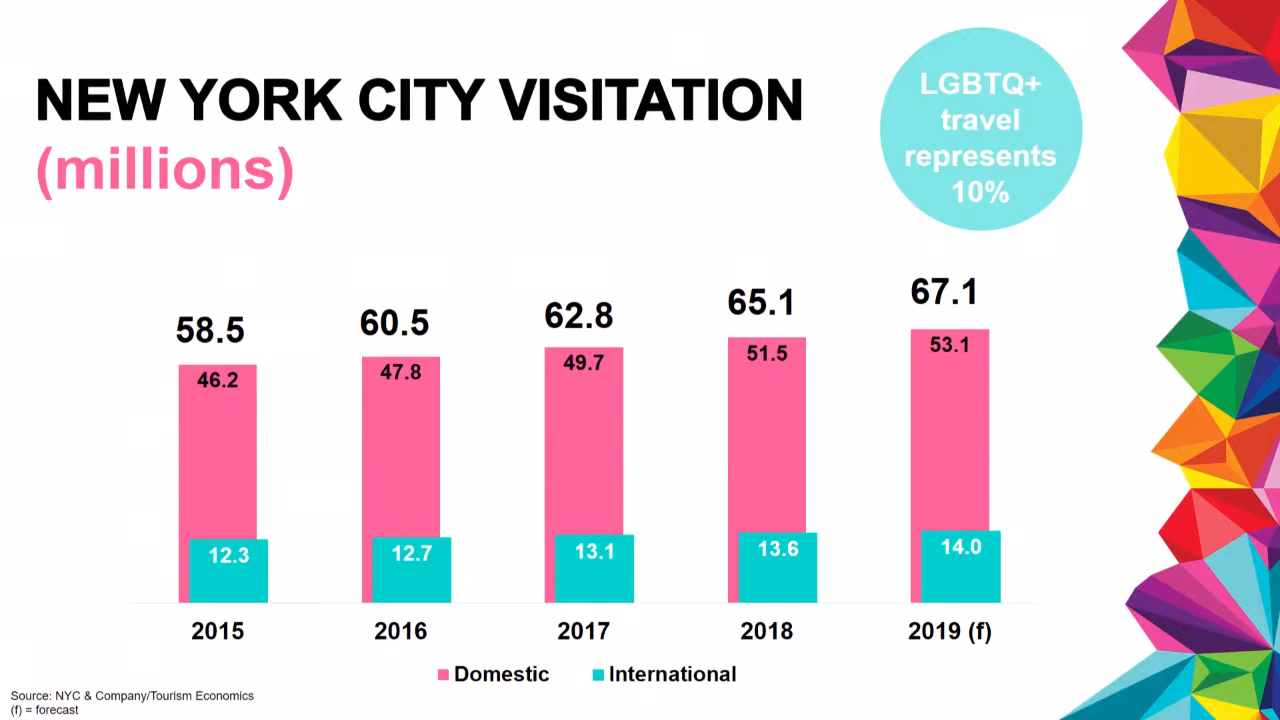 NEW YORK CITY VISITATION
(millions)
LGBTQ+
travel
represents
10%
58.5
60.5
62.8
65.1
67.1
46.2
47.8
49.7
51.5
53.1
12.3
12.7
13.1
13.6
14.0
2015
2016
2017
2018
2019 (f)
Domestic
International
Source: NYC & Company/Tourism Economics
(f) = forecast